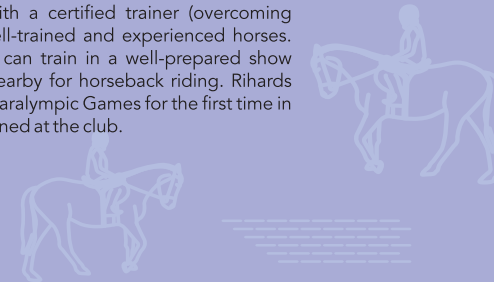 ith a certified trainer (overcoming
ll-trained and experienced horses.
can train in a well-prepared show
earby for horseback riding. Rihards
aralympic Games for the first time in
ned at the club.